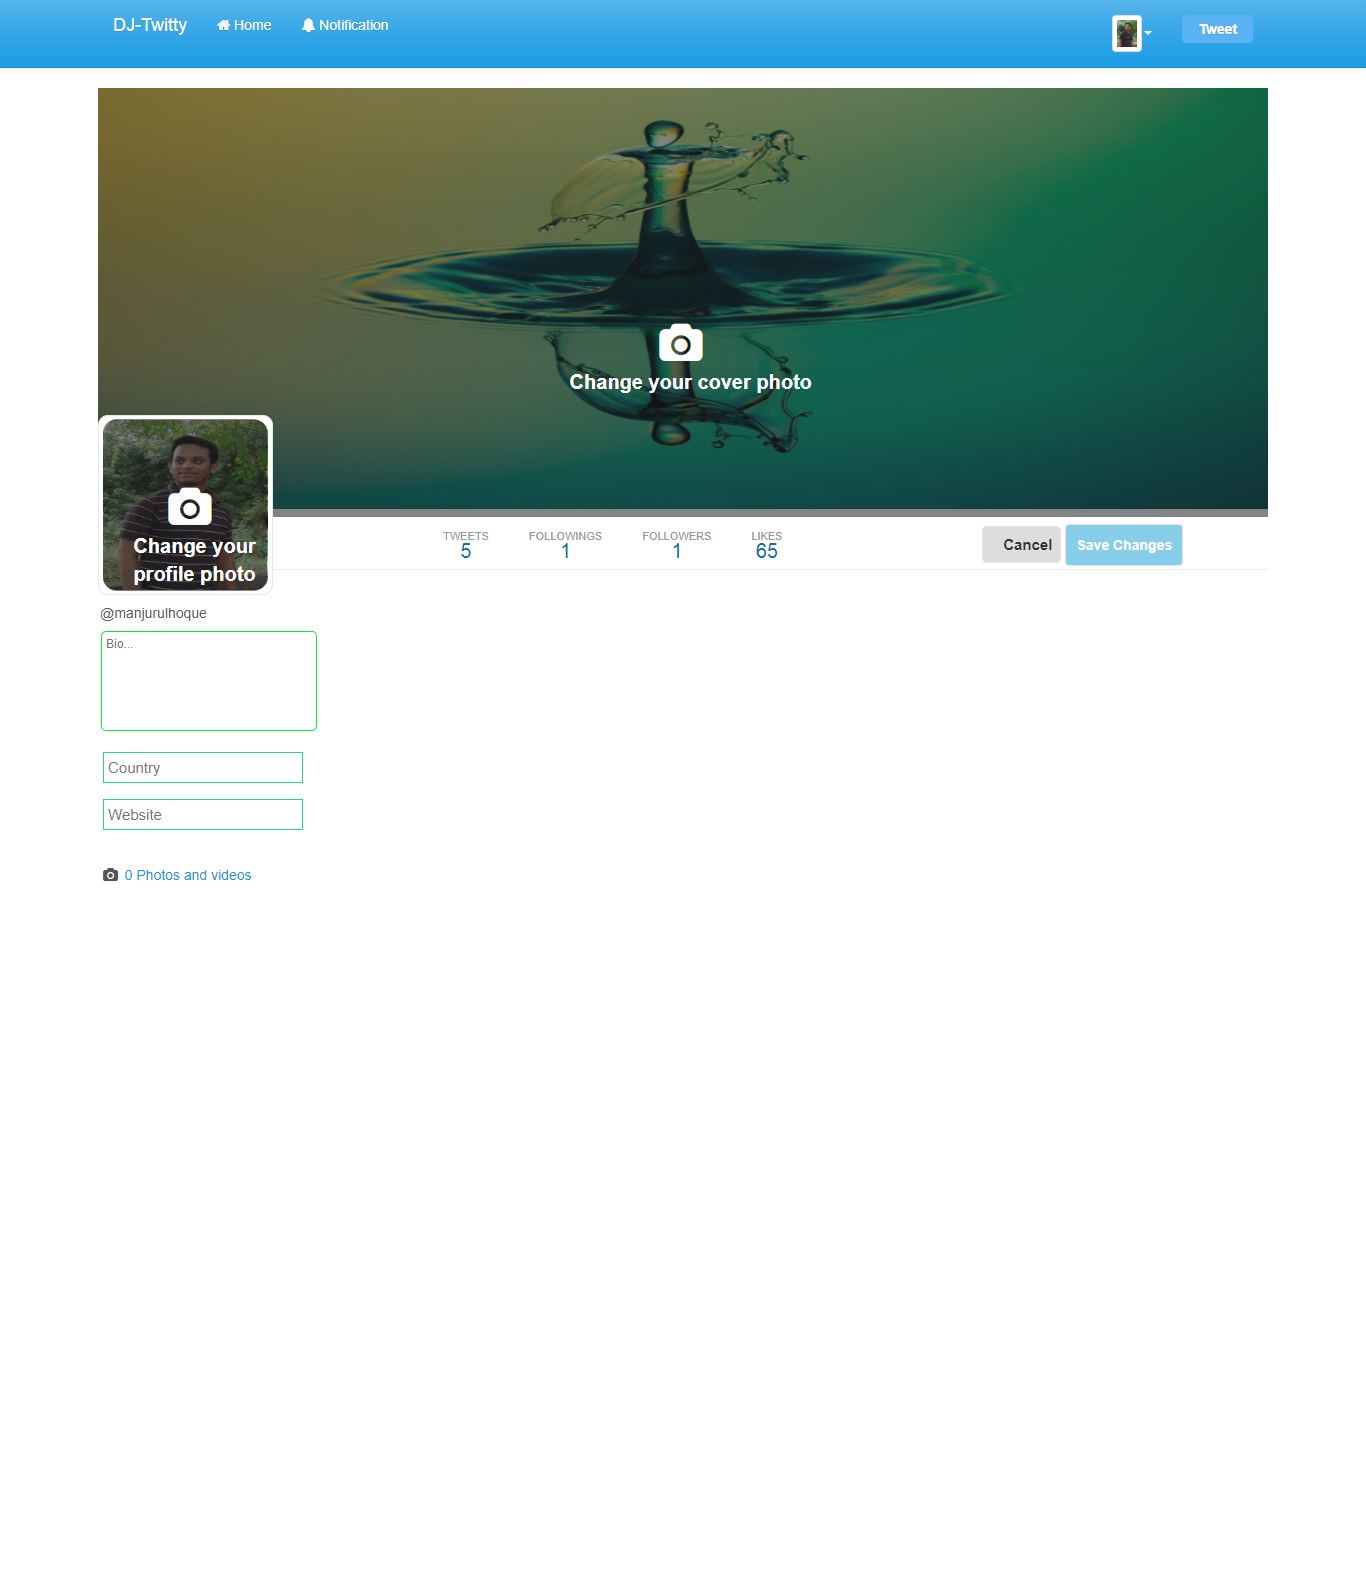 DJ-Twitty Home Notification Tweet
Change your cover photo
Change your
profile photo
TWEETS FOLLOWINGS FOLLOWERS LIKES
5 1 1 65
Cancel Save Changes
@manjurulhoque
Bio...
Country
Website
0 Photos and videos